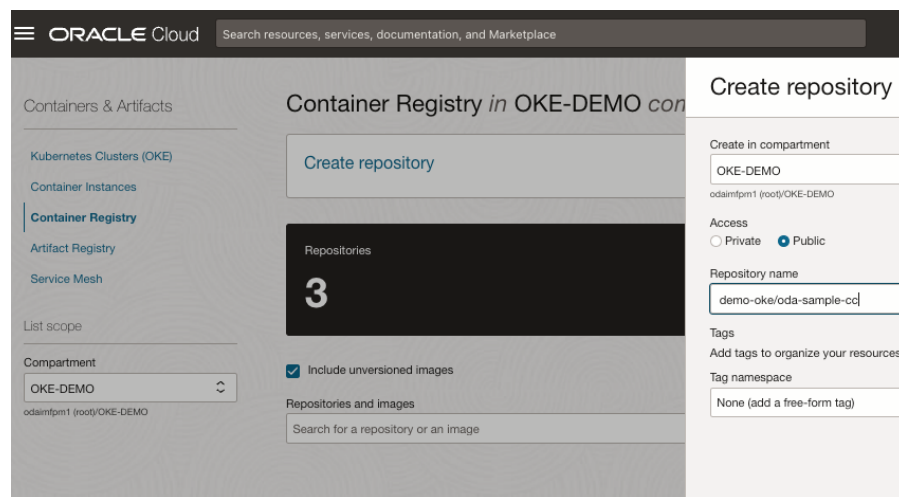 ORACLE Cloud
Search resources, services, documentation, and Marketplace
Containers & Artifacts
Kubernetes Clusters (OKE)
Container Instances
Container Registry
Artifact Registry
Service Mesh
List scope
Compartment
OKE-DEMO
odaimfpm1 (root)/OKE-DEMO
Container Registry in OKE-DEMO con
Create repository
Repositories
3
Include unversioned images
Repositories and images
Search for a repository or an image
Create repository
Create in compartment
OKE-DEMO
odaimfpm1 (root)/OKE-DEMO
Access
Private Public
Repository name
demo-oke/oda-sample-cc
Tags
Add tags to organize your resources
Tag namespace
None (add a free-form tag)